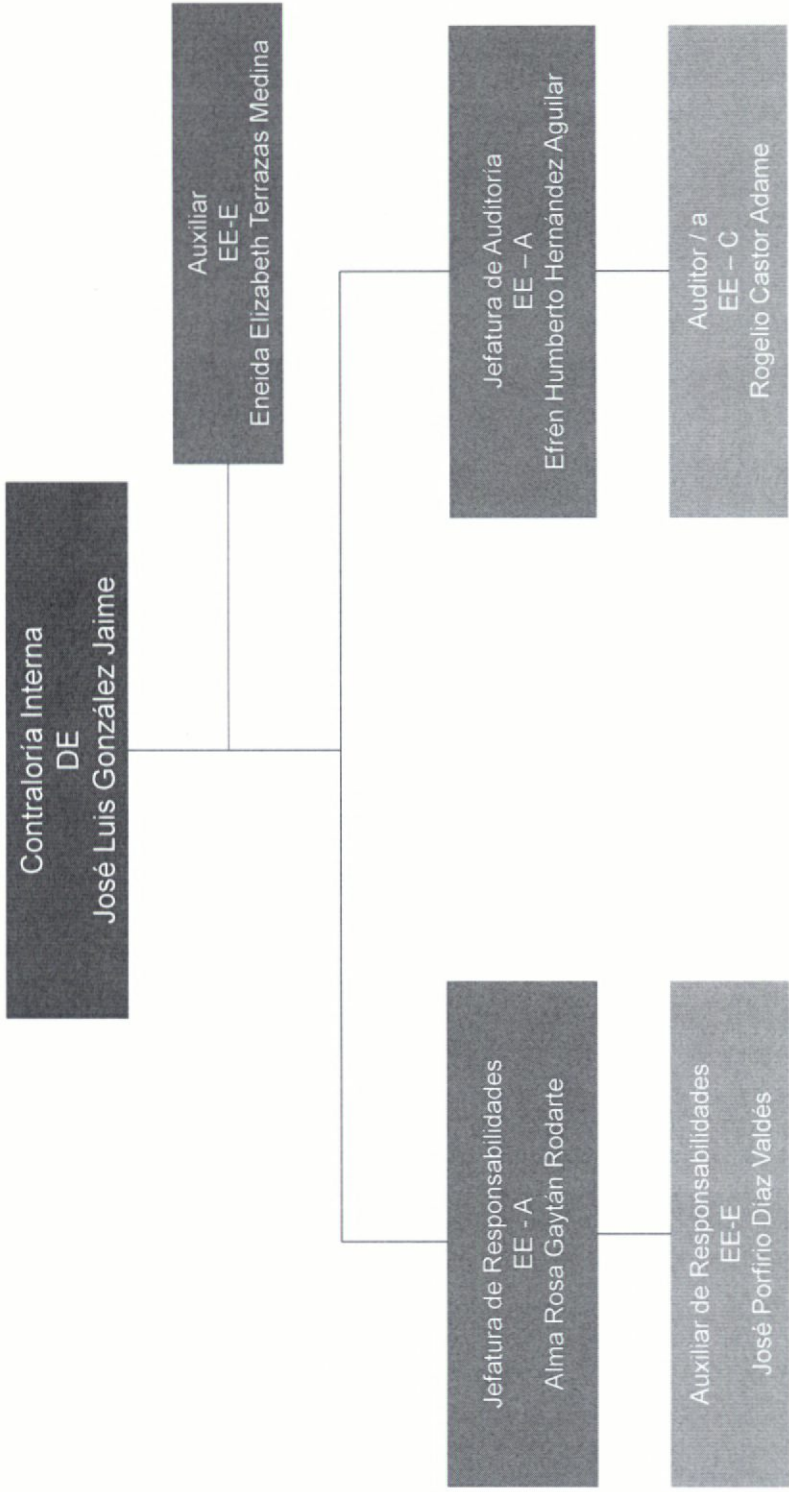 Contraloría Interna
DE
José Luis González Jaime
Auxiliar
EE-E
Eneida Elizabeth Terrazas Medina
Jefatura de Responsabilidades
EE - A
Alma Rosa Gaytán Rodarte
Jefatura de Auditoría
EE – A
Efrén Humberto Hernández Aguilar
Auxiliar de Responsabilidades
EE-E
José Porfirio Díaz Valdés
Auditor / a
EE – C
Rogelio Castor Adame